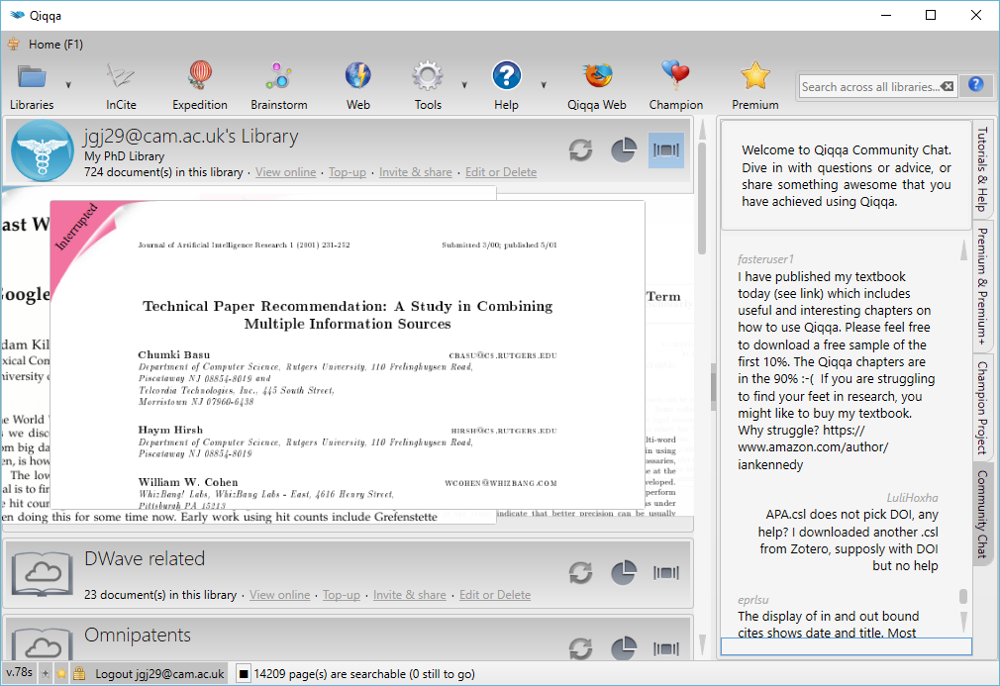 Qiqqa
Home (F1)
Libraries
InCite
Expedition
Brainstorm
Web
Tools
Help
Qiqqa Web
Champion
Premium
Search across all libraries...
jgj29@cam.ac.uk's Library
My PhD Library
724 document(s) in this library · View online · Top-up · Invite & share · Edit or Delete
Interrupted
ast W
Google
dam Kil
exical Com
niversity o
e World
s we disc
om big da
en, is how
The low
al is to fin
e hit coun
en doing this for some time now. Early work using hit counts include Grefenstette
Journal of Artificial Intelligence Research 1 (2001) 231-252
Submitted 3/00; published 5/01
Technical Paper Recommendation: A Study in Combining
Multiple Information Sources
Chumki Basu
CBASU@CS.RUTGERS.EDU
Department of Computer Science, Rutgers University, 110 Frelinghuysen Road,
Piscataway NJ 08854-8019 and
Telcordia Technologies, Inc., 445 South Street,
Morristown NJ 07960-6438
Haym Hirsh
HIRSH@CS.RUTGERS.EDU
Department of Computer Science, Rutgers University, 110 Frelinghuysen Road,
Piscataway NJ 08854-8019
William W. Cohen
WCOHEN@WHIZBANG.COM
WhizBang! Labs, WhizBang Labs - East, 4616 Henry Street,
Pittsburgh PA 15213
Term
lti-word
in using
ossaries,
e at the
veloped.
perform
is under
indicate that better precision can be usually
DWave related
23 document(s) in this library · View online · Top-up · Invite & share · Edit or Delete
Omnipatents
Welcome to Qiqqa Community Chat.
Dive in with questions or advice, or
share something awesome that you
have achieved using Qiqqa.
fasteruser1
I have published my textbook
today (see link) which includes
useful and interesting chapters on
how to use Qiqqa. Please feel free
to download a free sample of the
first 10%. The Qiqqa chapters are
in the 90% :-( If you are struggling
to find your feet in research, you
might like to buy my textbook.
Why struggle? https://
www.amazon.com/author/
iankennedy
LuliHoxha
APA.csl does not pick DOI, any
help? I downloaded another .csl
from Zotero, supposly with DOI
but no help
eprlsu
The display of in and out bound
cites shows date and title. Most
Tutorials & Help
Premium & Premium+
Champion Project
Community Chat
v.78s
+
Logout jgj29@cam.ac.uk
14209 page(s) are searchable (0 still to go)